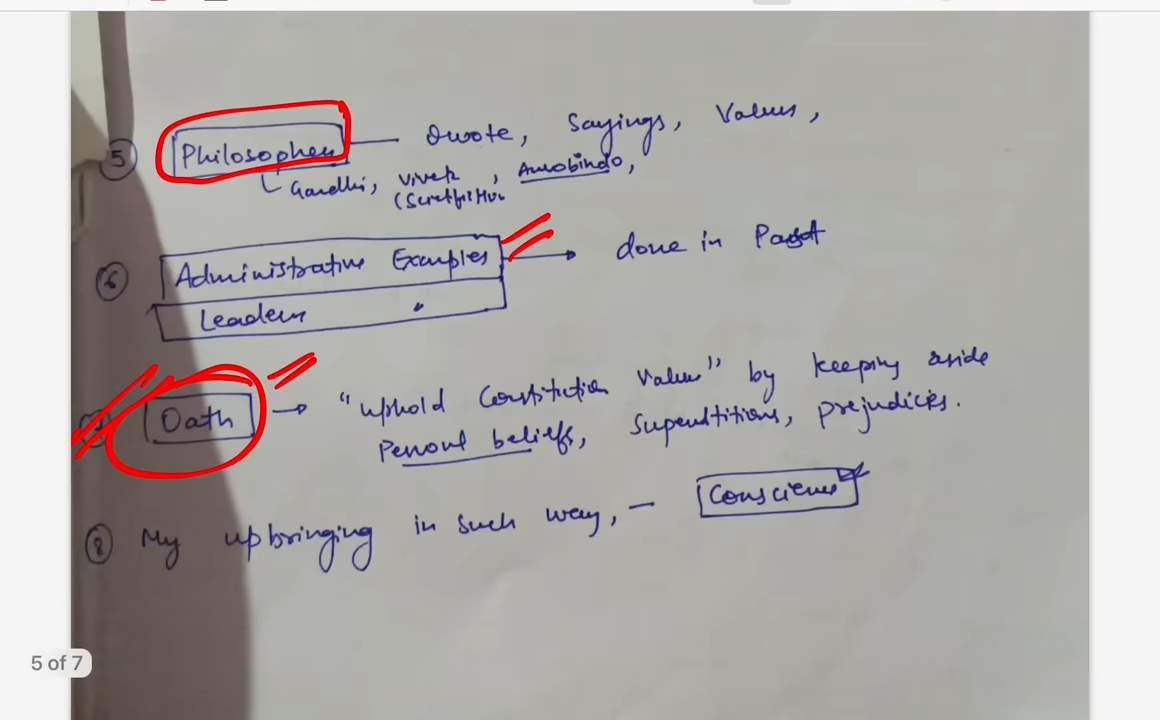 5 Philosopher — Quote, Sayings, Values,
Gandhi, Vivek, Aurobindo,
6 Administrative Examples → done in Past
Leaders
Oath → "uphold Constitution Values" by keeping aside
Personal beliefs, Superstitions, prejudices.
8 My upbringing in such way, — Conscience
5 of 7